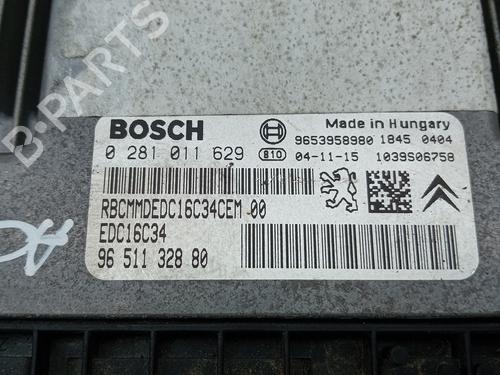 B-PARTS
BOSCH
Made in Hungary
9653958980 1845 0404
0 281 011 629
B10 04-11-15 1039S06758
RBCMMDEDC16C34CEM 00
EDC16C34
96 511 328 80